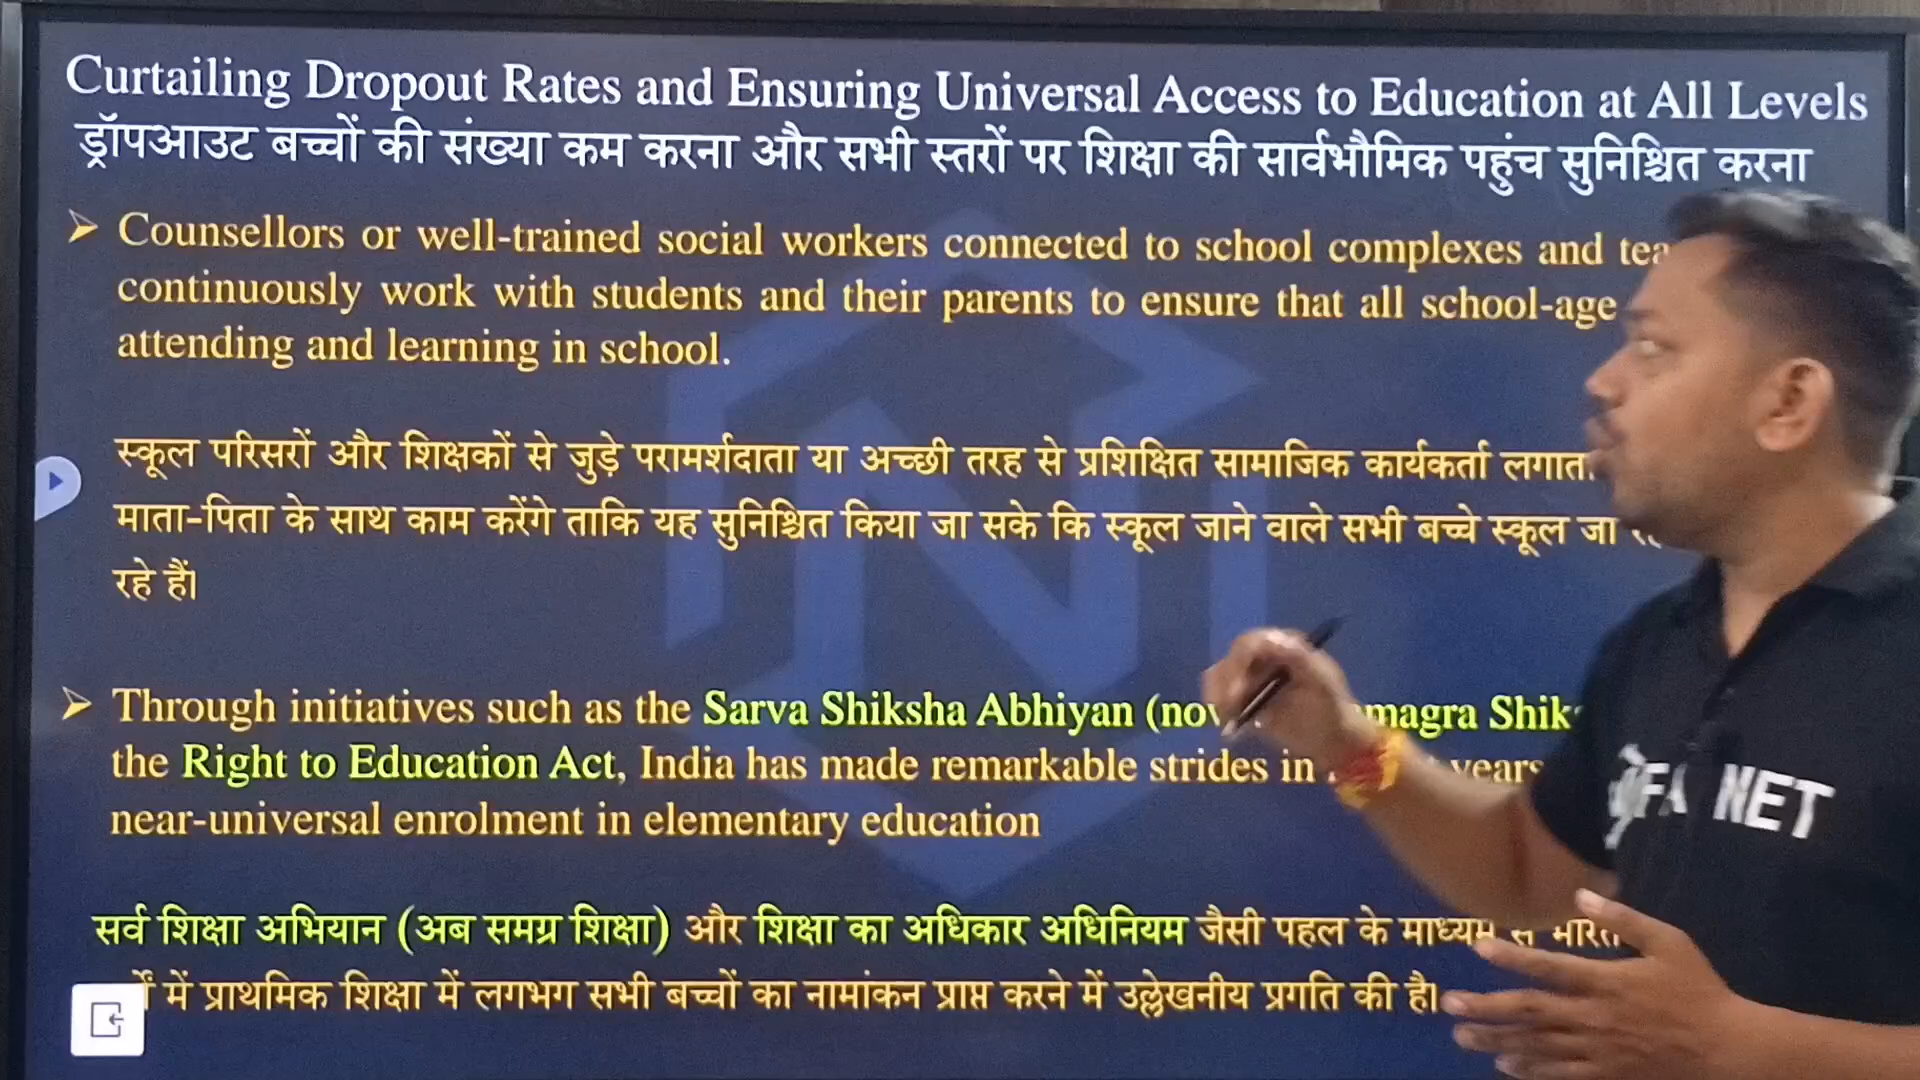 Curtailing Dropout Rates and Ensuring Universal Access to Education at All Levels
ड्रॉपआउट बच्चों की संख्या कम करना और सभी स्तरों पर शिक्षा की सार्वभौमिक पहुंच सुनिश्चित करना
Counsellors or well-trained social workers connected to school complexes and
continuously work with students and their parents to ensure that all school-age
attending and learning in school.
स्कूल परिसरों और शिक्षकों से जुड़े परामर्शदाता या अच्छी तरह से प्रशिक्षित सामाजिक कार्यकर्ता
माता-पिता के साथ काम करेंगे ताकि यह सुनिश्चित किया जा सके कि स्कूल जाने वाले सभी बच्चे स्कूल जा
रहे हैं।
Through initiatives such as the Sarva Shiksha Abhiyan
the Right to Education Act, India has made remarkable strides in years
near-universal enrolment in elementary education
सर्व शिक्षा अभियान (अब समग्र शिक्षा) और शिक्षा का अधिकार अधिनियम जैसी पहल के माध्यम से भारत
में प्राथमिक शिक्षा में लगभग सभी बच्चों का नामांकन प्राप्त करने में उल्लेखनीय प्रगति की है।
NET